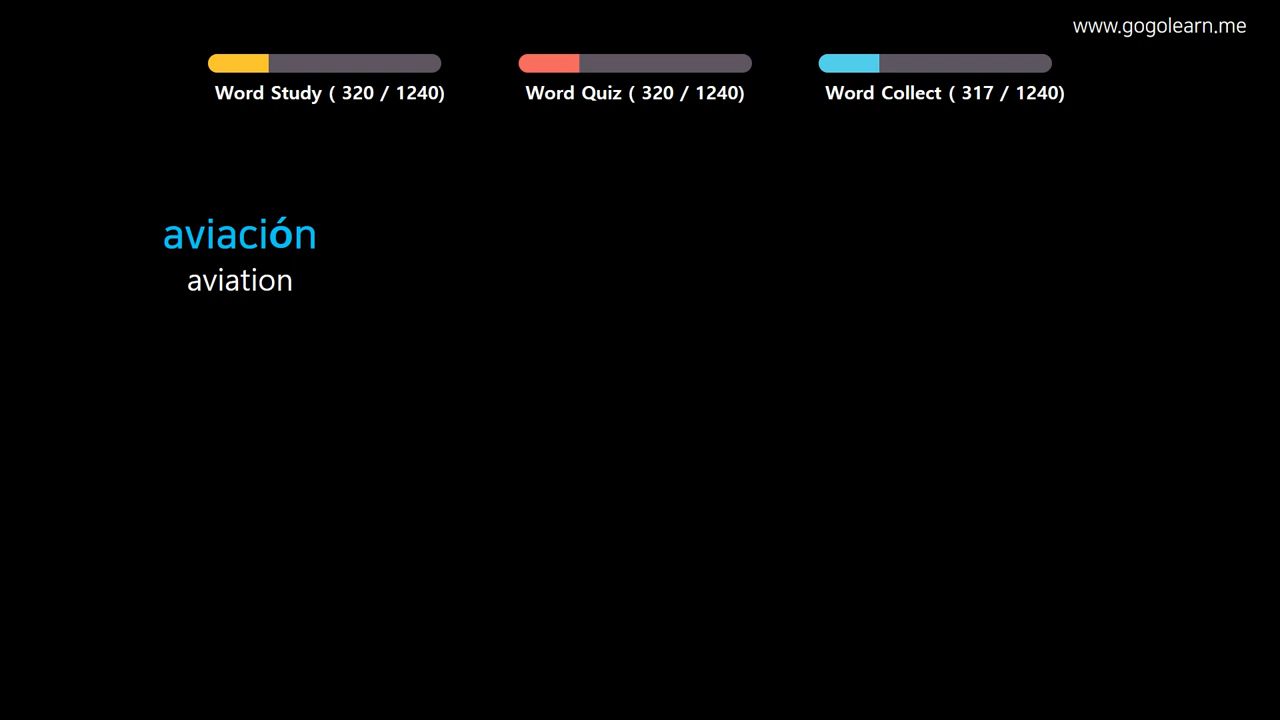 www.gogolearn.me
Word Study ( 320 / 1240)
Word Quiz ( 320 / 1240)
Word Collect ( 317 / 1240)
aviación
aviation